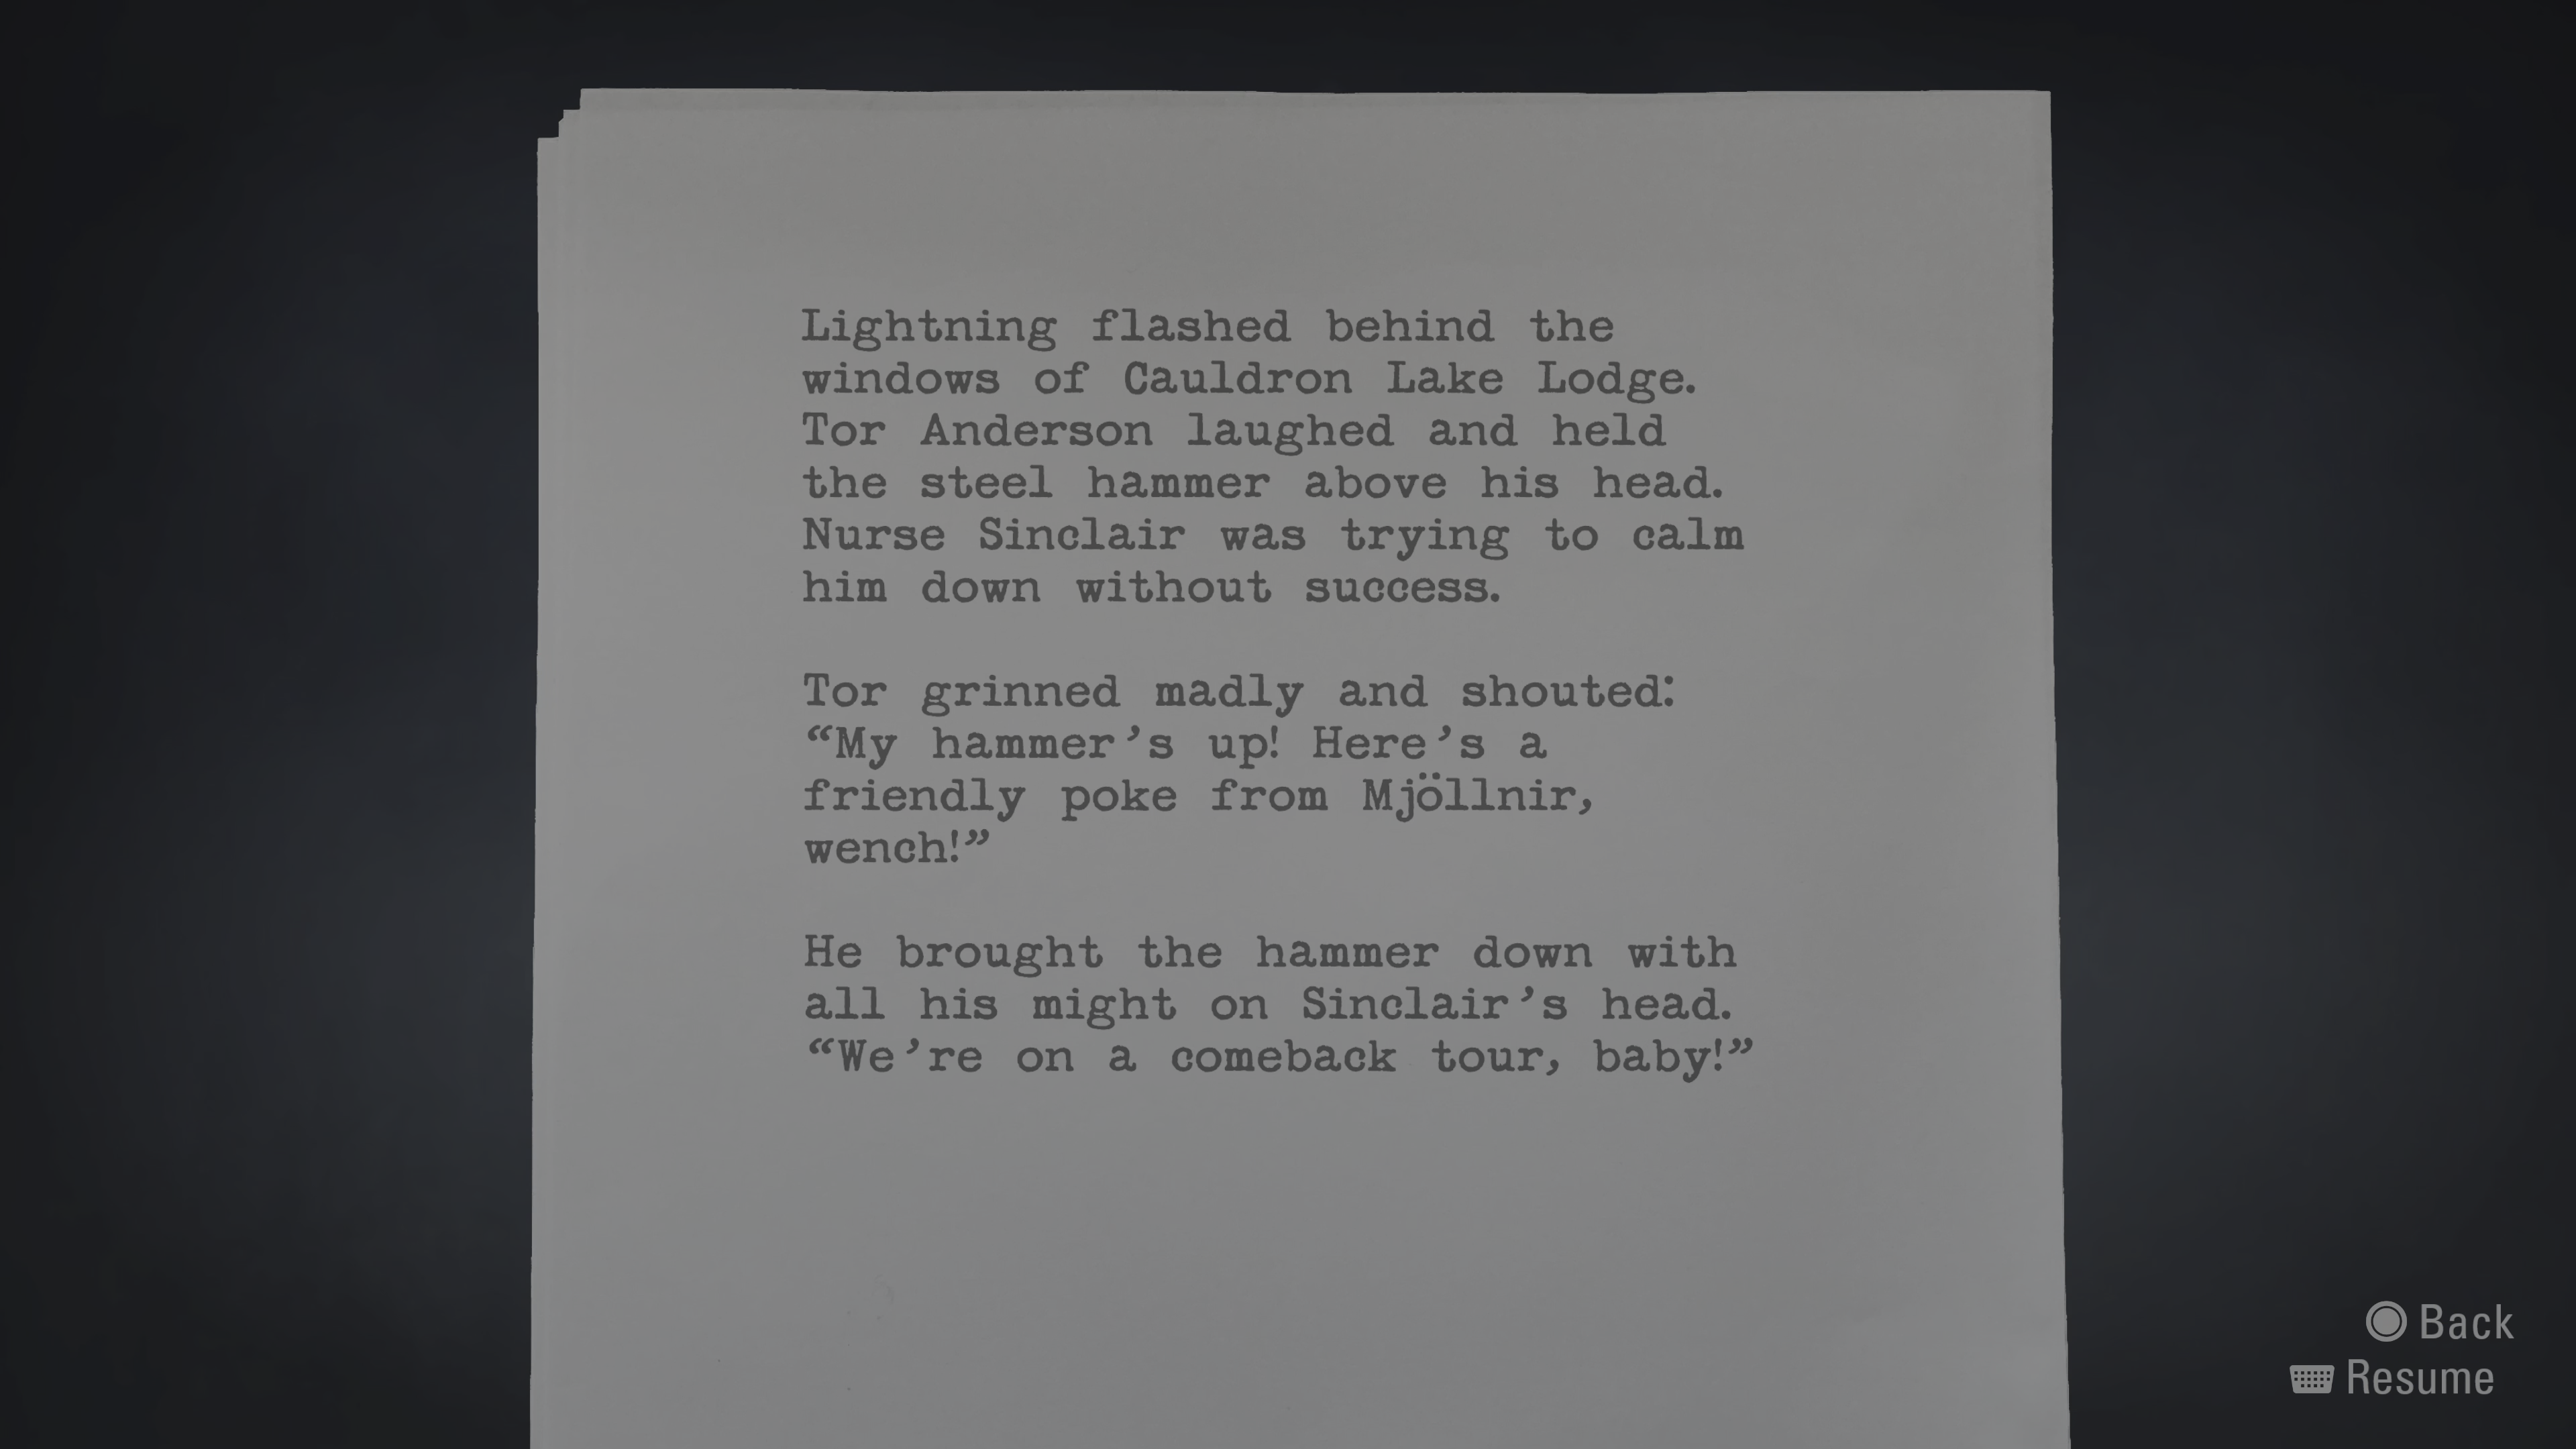 Lightning flashed behind the
windows of Cauldron Lake Lodge.
Tor Anderson laughed and held
the steel hammer above his head.
Nurse Sinclair was trying to calm
him down without success.
Tor grinned madly and shouted:
“My hammer’s up! Here’s a
friendly poke from Mjöllnir,
wench!”
He brought the hammer down with
all his might on Sinclair’s head.
“We’re on a comeback tour, baby!”
Back
Resume